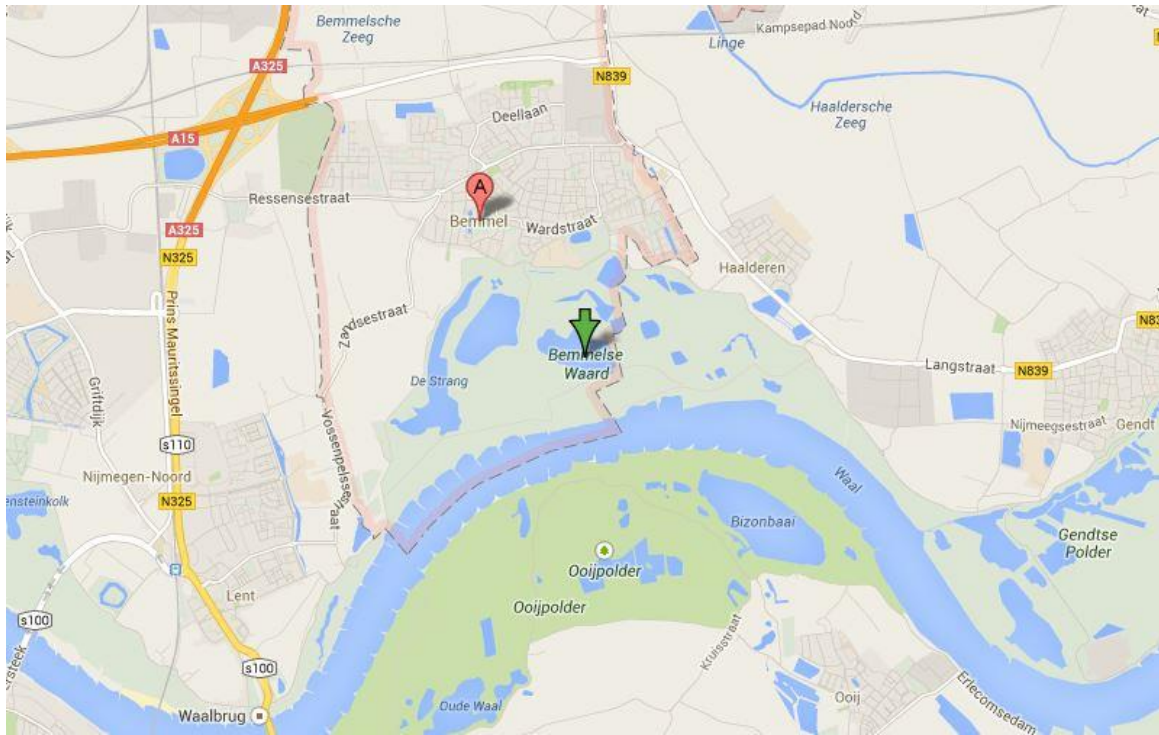 Bemmelsche
Zeeg
Kampsepad Noord
Linge
A325
N839
Haaldersche
Zeeg
Deellaan
A15
A
Ressensestraat
Bemmel
Wardstraat
A325
N325
Haalderen
Prins Mauritssingel
Zandsestraat
Bemmelse
Waard
De Strang
Langstraat
N839
Griftdijk
Vossenpelssestraat
Nijmeegsestraat
Gendt
s110
Nijmegen-Noord
Waal
N325
ensteinkolk
Bizonbaai
Gendtse
Polder
Ooijpolder
Lent
Ooijpolder
s100
Kruisstraat
s100
Erlecomsedam
Ooij
Oude Waal
Waalbrug